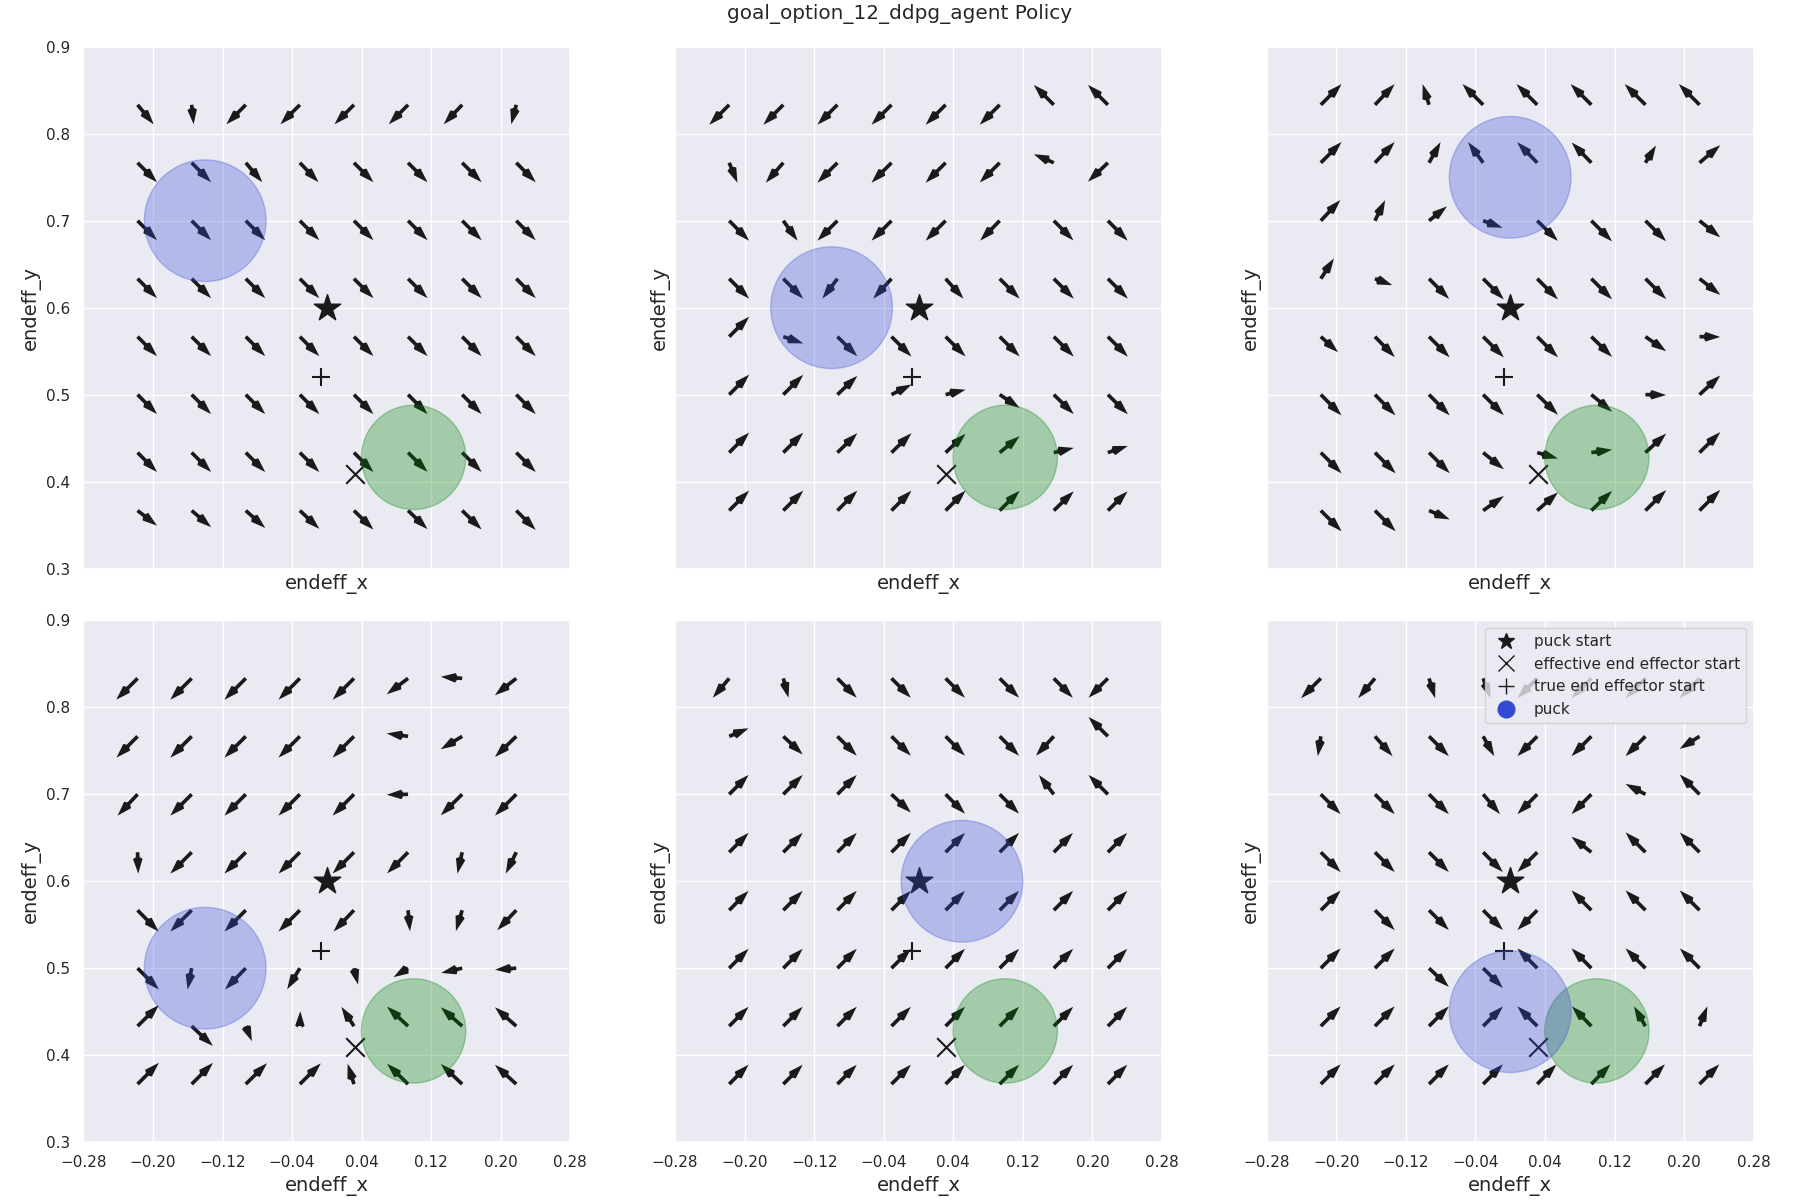 goal_option_12_ddpg_agent Policy
0.9
0.8
0.7
0.6
0.5
0.4
0.3
endeff_y
endeff_x
endeff_y
endeff_x
endeff_y
endeff_x
0.9
0.8
0.7
0.6
0.5
0.4
0.3
endeff_y
−0.28 −0.20 −0.12 −0.04 0.04 0.12 0.20 0.28
endeff_x
endeff_y
−0.28 −0.20 −0.12 −0.04 0.04 0.12 0.20 0.28
endeff_x
puck start
effective end effector start
true end effector start
puck
endeff_y
−0.28 −0.20 −0.12 −0.04 0.04 0.12 0.20 0.28
endeff_x